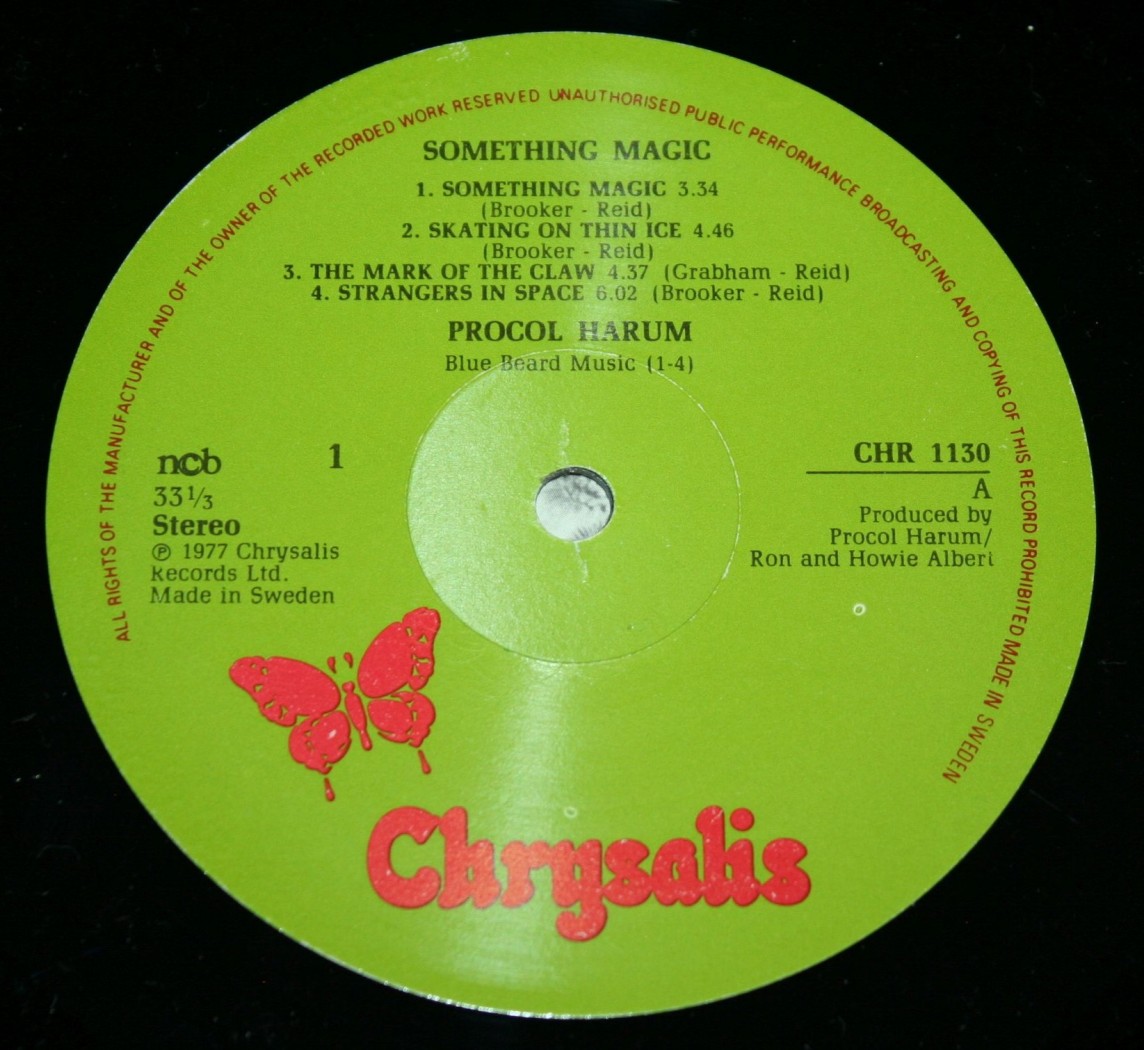 ALL RIGHTS OF THE MANUFACTURER AND OF THE OWNER OF THE RECORDED WORK RESERVED UNAUTHORISED PUBLIC PERFORMANCE BROADCASTING AND COPYING OF THIS RECORD PROHIBITED MADE IN SWEDEN
SOMETHING MAGIC
1. SOMETHING MAGIC 3.34
(Brooker - Reid)
2. SKATING ON THIN ICE 4.46
(Brooker - Reid)
3. THE MARK OF THE CLAW 4.37 (Grabham - Reid)
4. STRANGERS IN SPACE 6.02 (Brooker - Reid)
PROCOL HARUM
Blue Beard Music (1-4)
ncb 1
33⅓
Stereo
℗ 1977 Chrysalis
Records Ltd.
Made in Sweden
CHR 1130
A
Produced by
Procol Harum/
Ron and Howie Albert
Chrysalis